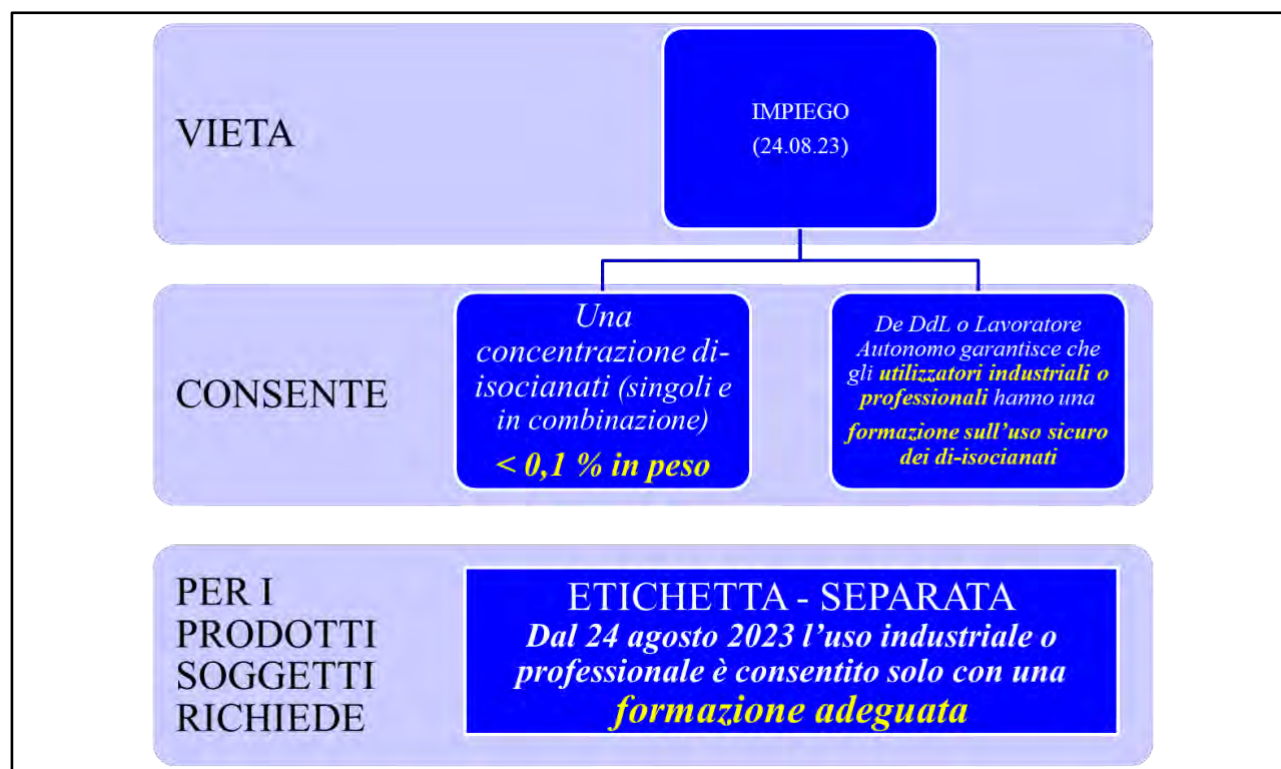 VIETA
IMPIEGO
(24.08.23)
CONSENTE
Una
concentrazione di-
isocianati (singoli e
in combinazione)
< 0,1 % in peso
De DdL o Lavoratore
Autonomo garantisce che
gli utilizzatori industriali o
professionali hanno una
formazione sull’uso sicuro
dei di-isocianati
PER I
PRODOTTI
SOGGETTI
RICHIEDE
ETICHETTA - SEPARATA
Dal 24 agosto 2023 l’uso industriale o
professionale è consentito solo con una
formazione adeguata